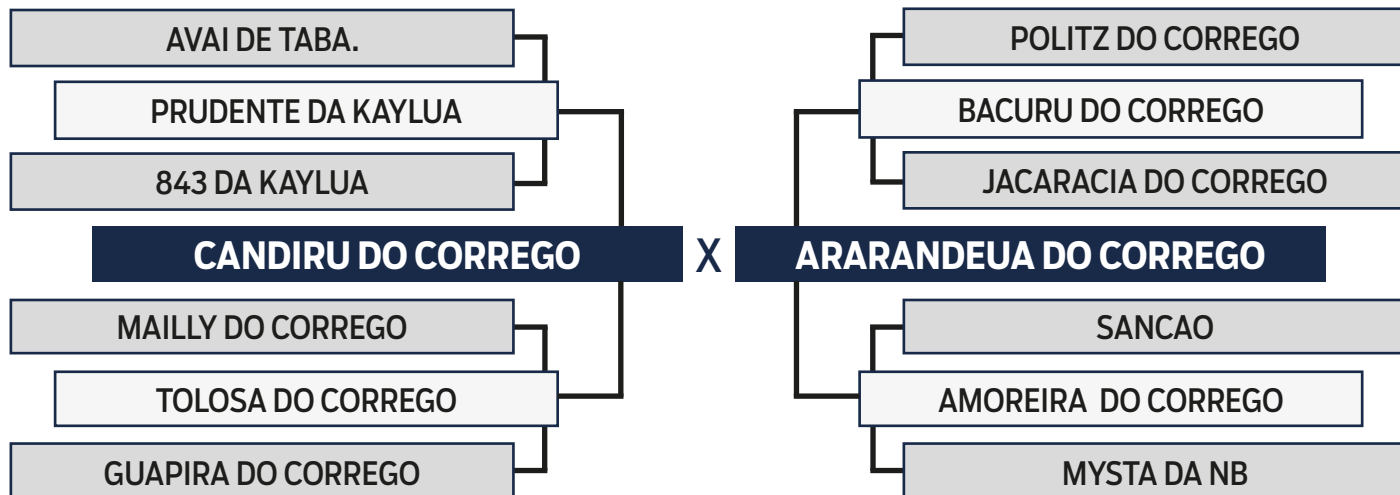 AVAI DE TABA.
PRUDENTE DA KAYLUA
843 DA KAYLUA
CANDIRU DO CORREGO
MAILLY DO CORREGO
TOLOSA DO CORREGO
GUAPIRA DO CORREGO
X
POLITZ DO CORREGO
BACURU DO CORREGO
JACARACIA DO CORREGO
ARARANDEUA DO CORREGO
SANCAO
AMOREIRA DO CORREGO
MYSTA DA NB